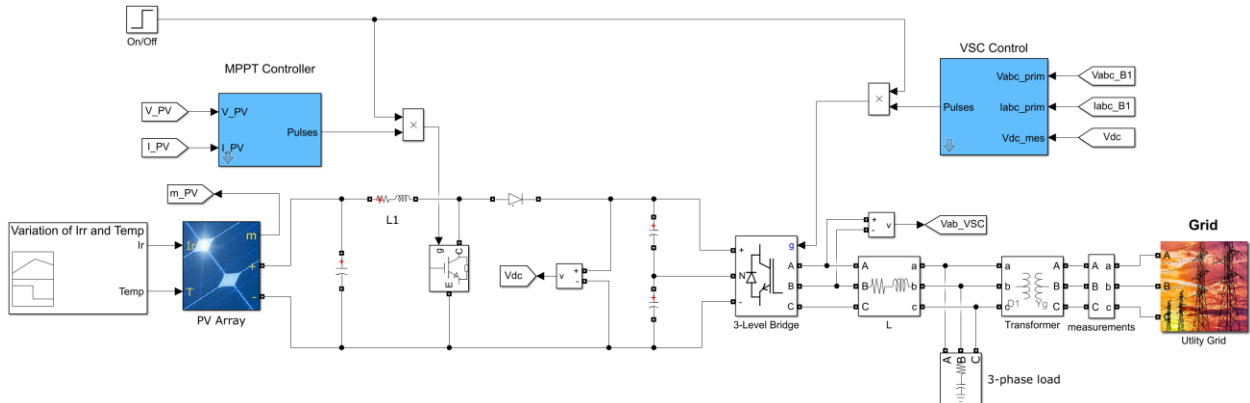 On/Off
MPPT Controller
V_PV
I_PV
V_PV
I_PV
Pulses
×
VSC Control
×
Pulses
Vabc_prim
Iabc_prim
Vdc_mes
Vabc_B1
Iabc_B1
Vdc
m_PV
L1
Variation of Irr and Temp
Ir
Temp
Ir
T
m
+
-
PV Array
g
C
E
Vdc
v
+
-
+
N
-
g
A
B
C
3-Level Bridge
+
-
v
Vab_VSC
A
B
C
a
b
c
L
a
b
c
D1
Yg
A
B
C
Transformer
A
B
C
a
b
c
measurements
Grid
A
B
C
Utlity Grid
A
B
C
3-phase load